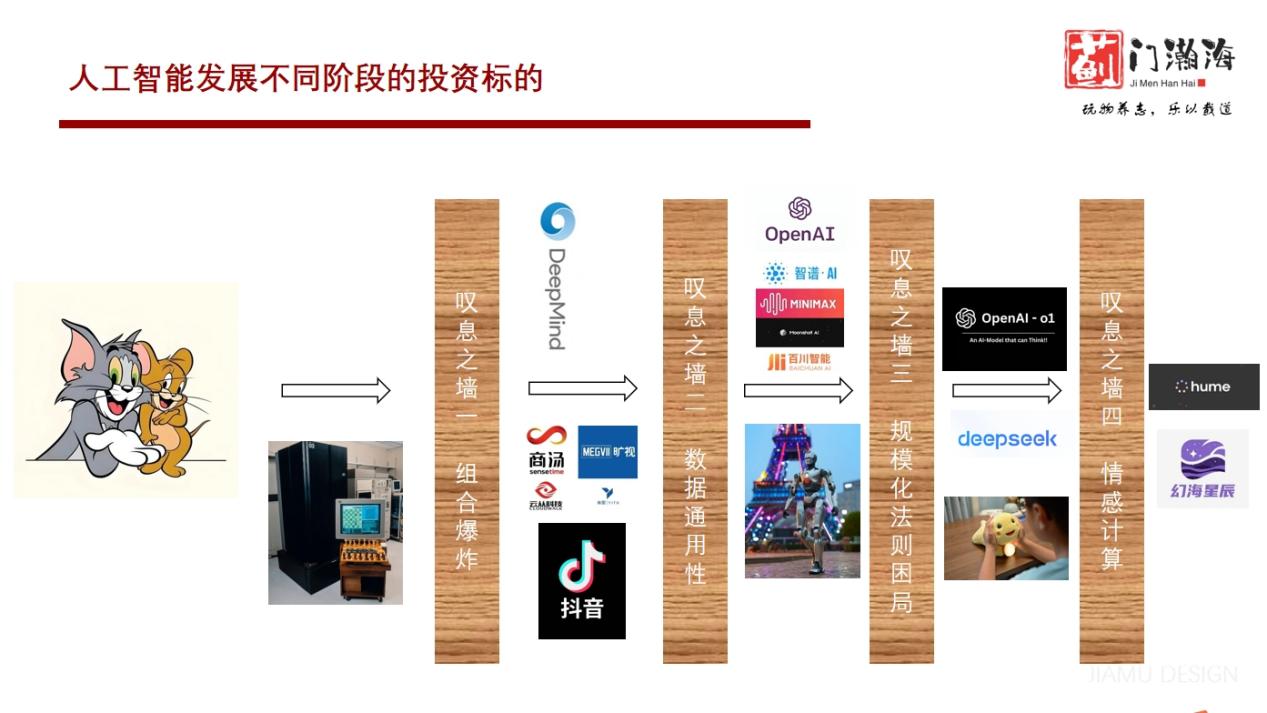 人工智能发展不同阶段的投资标的
蓟门瀚海
Ji Men Han Hai
玩物养志，乐以载道
叹息之墙一 组合爆炸
DeepMind
商汤
sensetime
MEGVII 旷视
云从科技
CLOUDWALK
抖音
叹息之墙二 数据通用性
OpenAI
智谱·AI
MINIMAX
Moonshot AI
百川智能
BAICHUAN AI
叹息之墙三 规模化法则困局
OpenAI - o1
An AI-Model that can Think!!
deepseek
叹息之墙四 情感计算
hume
幻海星辰
JIAMU DESIGN